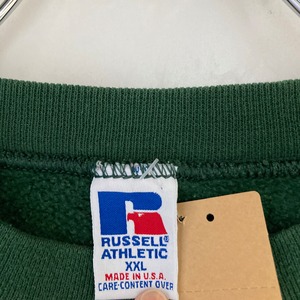 R
RUSSELL®
ATHLETIC
XXL
MADE IN U.S.A.
CARE·CONTENT OVER